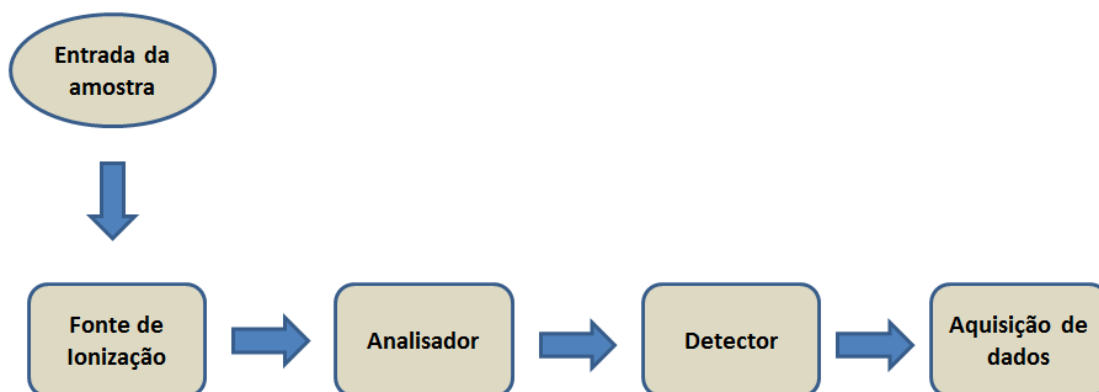 Entrada da
amostra
Fonte de
Ionização
Analisador
Detector
Aquisição de
dados